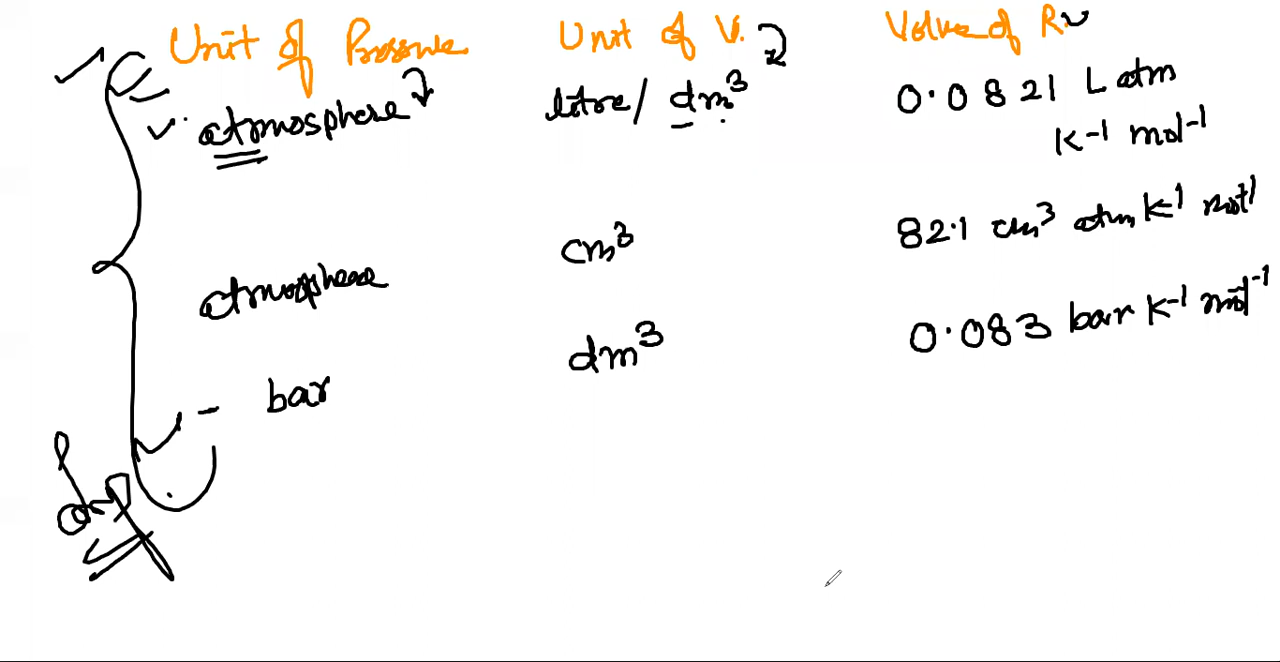 Unit of Pressure Unit of V. Value of R.
atmosphere litre/ dm³ 0.0821 L atm
K⁻¹ mol⁻¹
atmosphere cm³ 82.1 cm³ atm K⁻¹ mol⁻¹
bar dm³ 0.083 bar K⁻¹ mol⁻¹